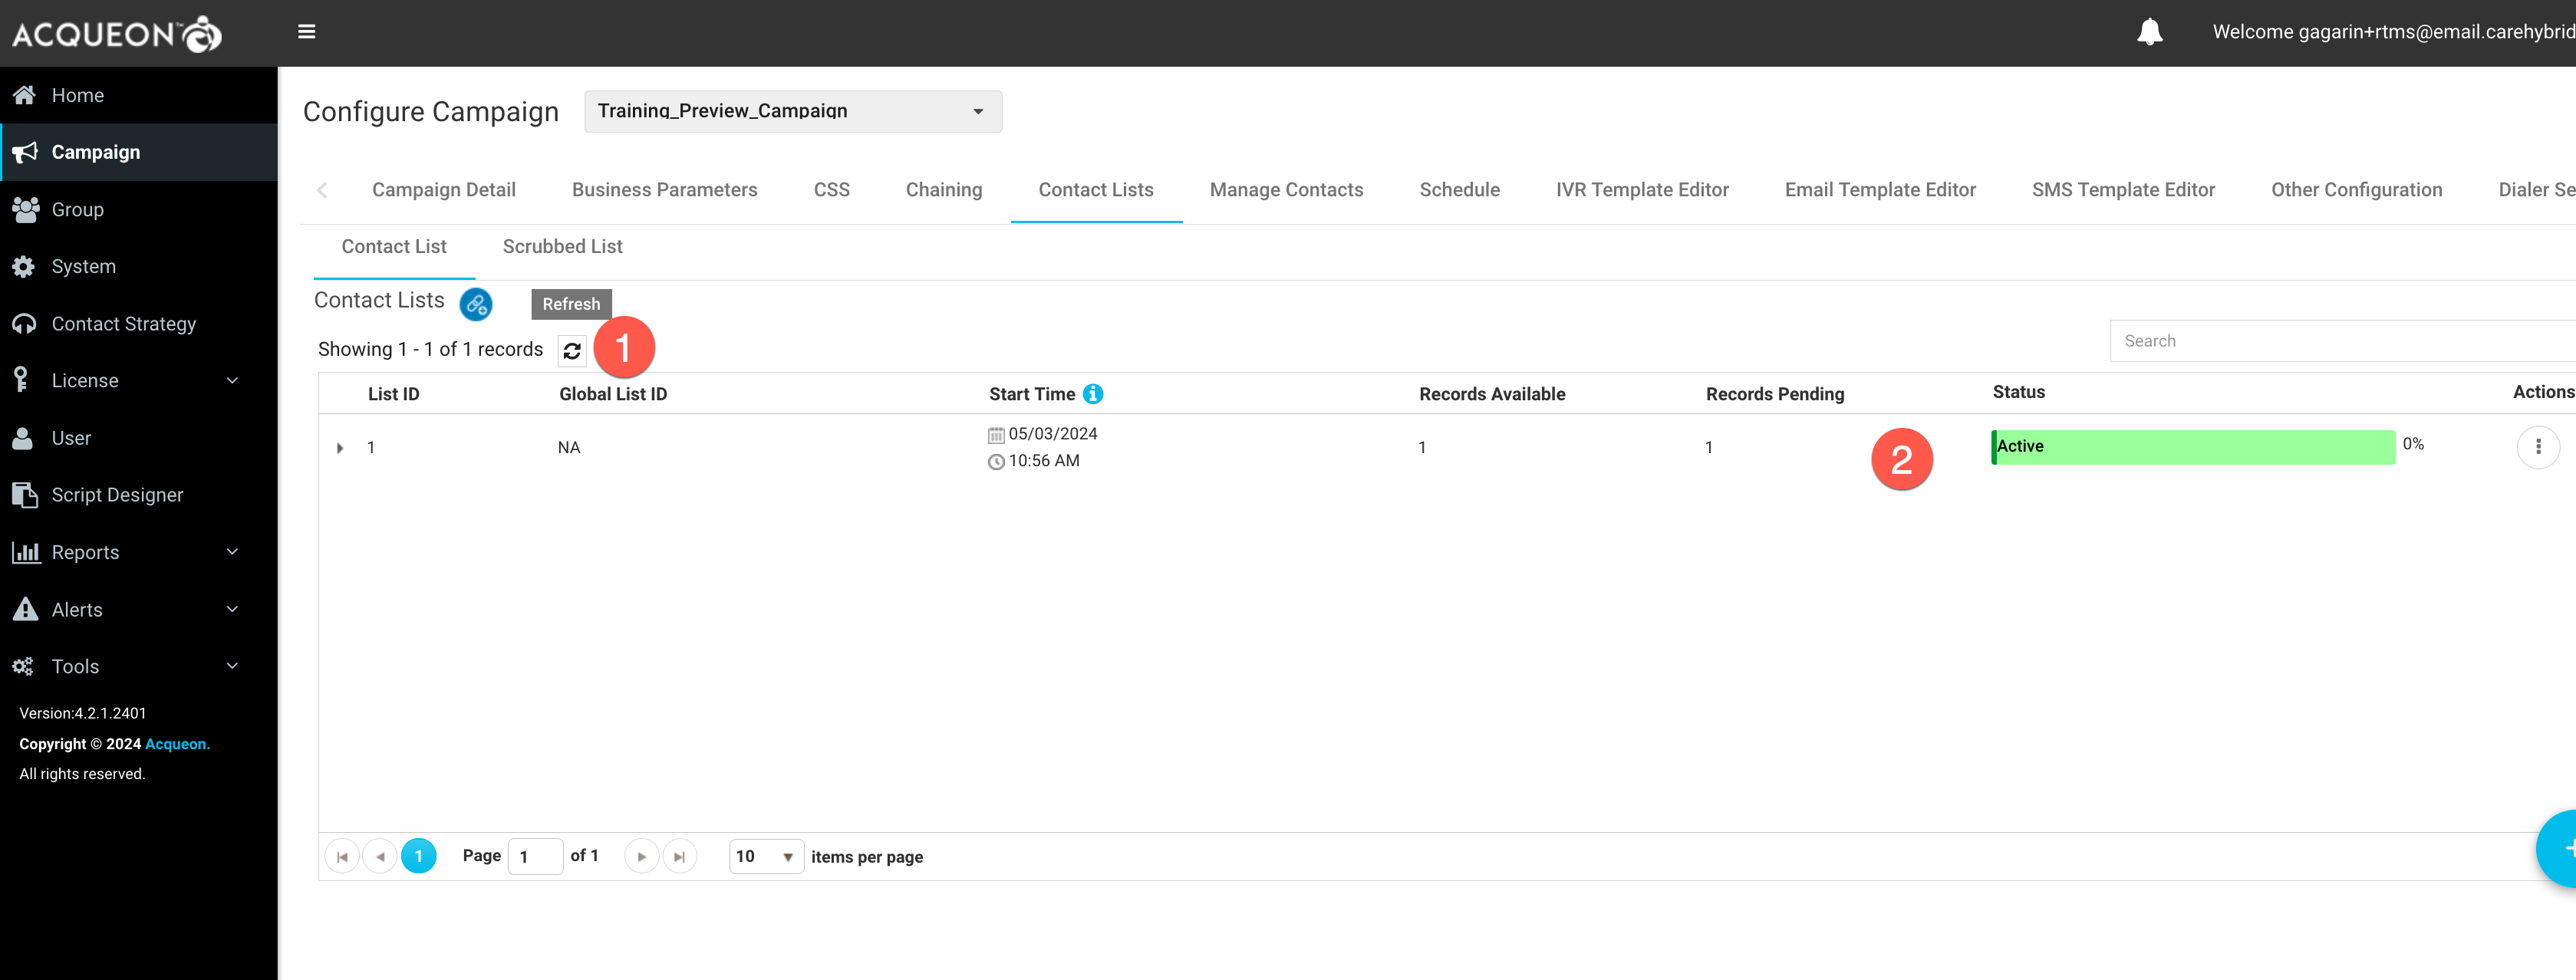 ACQUEON™
Welcome gagarin+rtms@email.carehybrid
Home
Campaign
Group
System
Contact Strategy
License
User
Script Designer
Reports
Alerts
Tools
Version:4.2.1.2401
Copyright © 2024 Acqueon.
All rights reserved.
Configure Campaign Training_Preview_Campaign
Campaign Detail Business Parameters CSS Chaining Contact Lists Manage Contacts Schedule IVR Template Editor Email Template Editor SMS Template Editor Other Configuration Dialer Se
Contact List Scrubbed List
Contact Lists Refresh
Showing 1 - 1 of 1 records 1 Search
List ID Global List ID Start Time Records Available Records Pending Status Actions
1 NA 05/03/2024 1 1 2 Active 0%
10:56 AM
1 Page 1 of 1 10 items per page